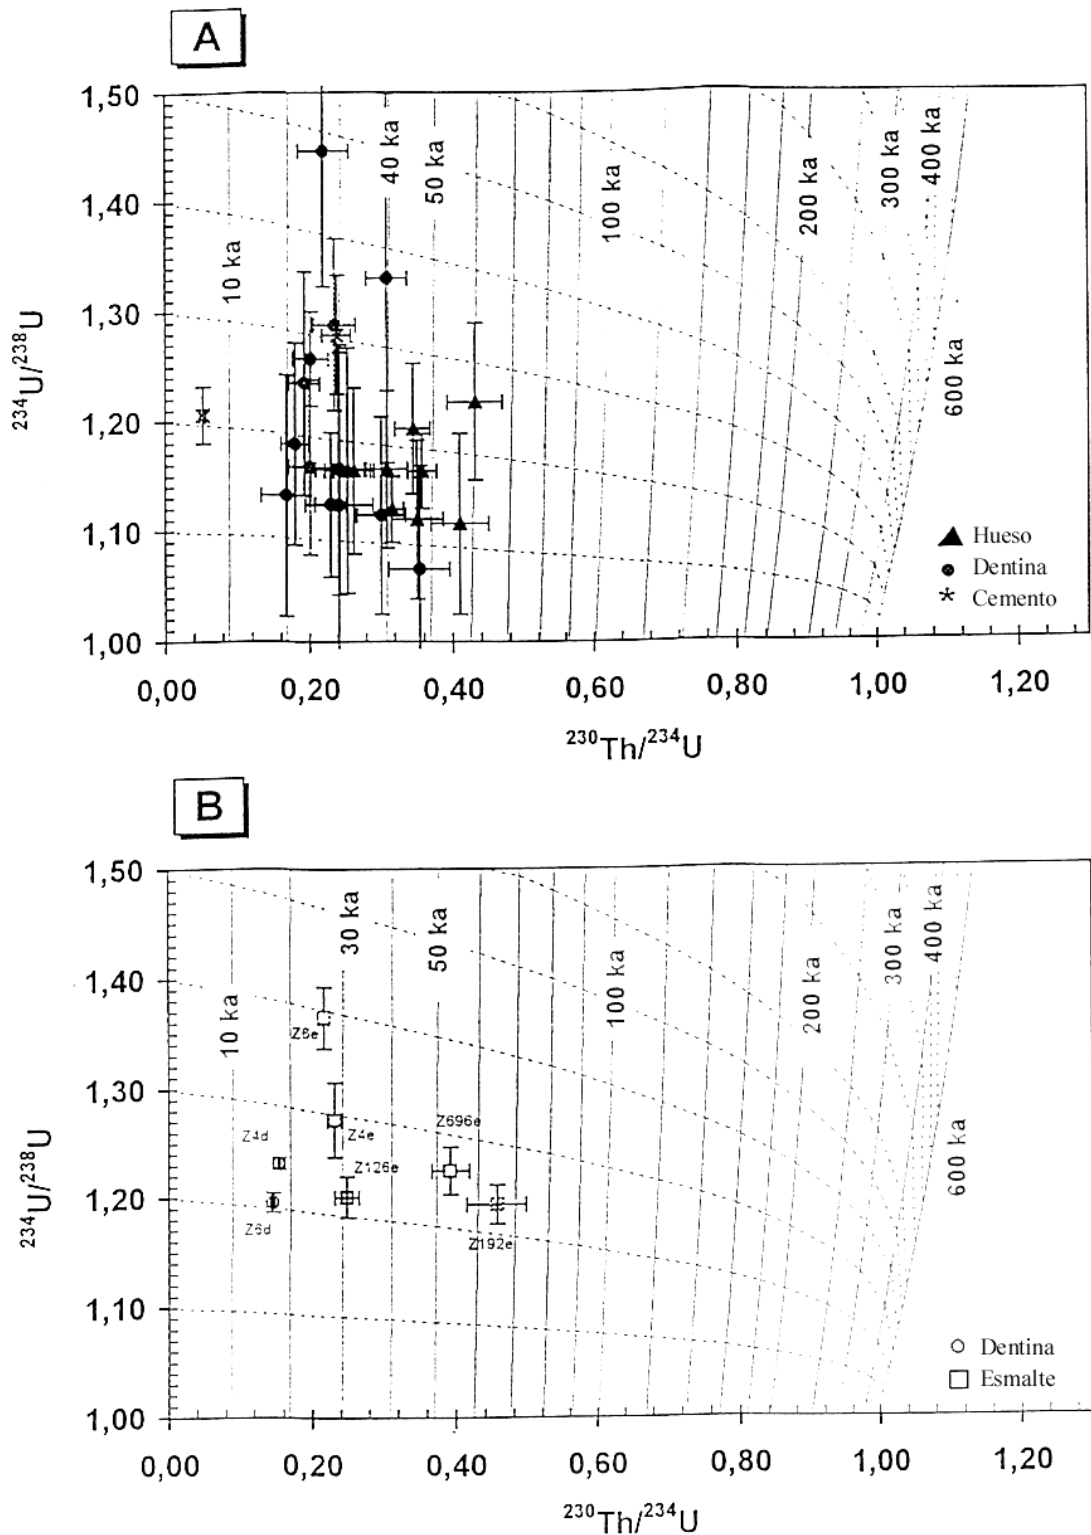 A
1,50
1,40
1,30
1,20
1,10
1,00
234U/238U
10 ka
40 ka
50 ka
100 ka
200 ka
300 ka
400 ka
600 ka
Hueso
Dentina
Cemento
0,00 0,20 0,40 0,60 0,80 1,00 1,20
230Th/234U
B
1,50
1,40
1,30
1,20
1,10
1,00
234U/238U
10 ka
30 ka
50 ka
100 ka
200 ka
300 ka
400 ka
600 ka
Z6e
Z4d
Z4e
Z696e
Z126e
Z6d
Z192e
Dentina
Esmalte
0,00 0,20 0,40 0,60 0,80 1,00 1,20
230Th/234U